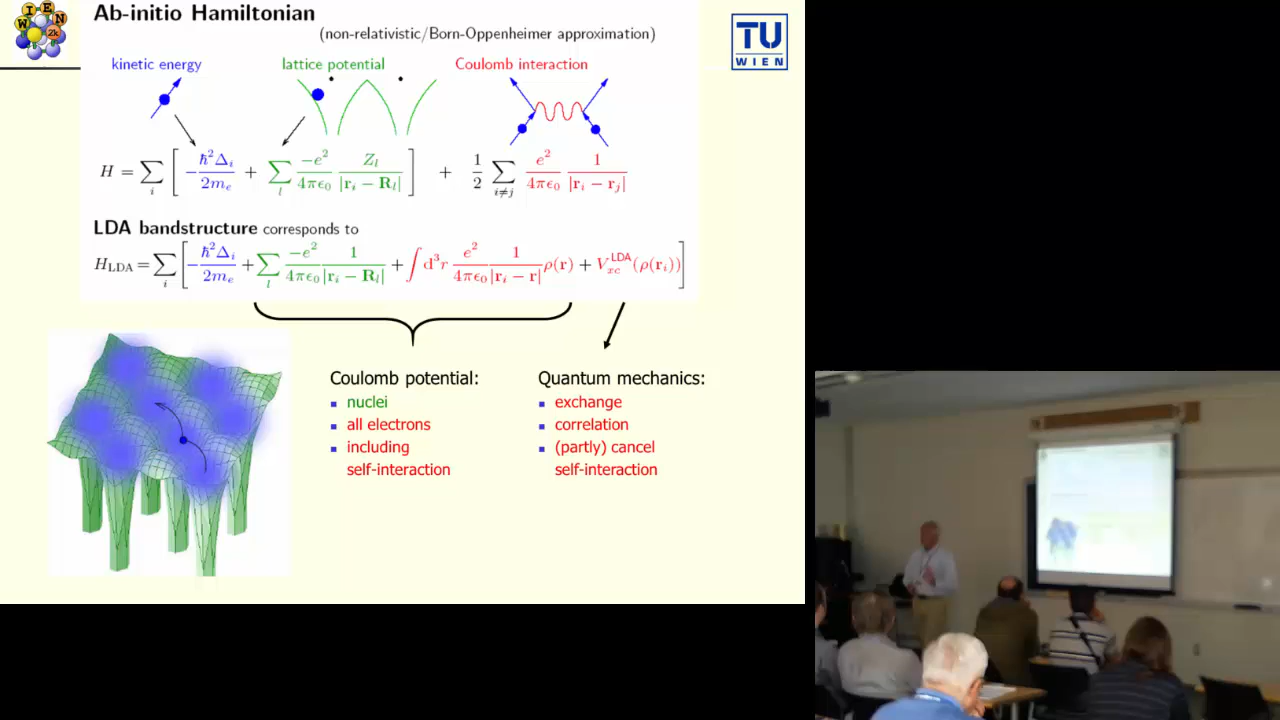 Ab-initio Hamiltonian
(non-relativistic/Born-Oppenheimer approximation)
WIEN
2k
TU
WIEN
kinetic energy
lattice potential
Coulomb interaction
H = ∑_i [ −ħ²Δ_i/2m_e + ∑_l −e²/4πϵ₀ Z_l/|r_i − R_l| ] + 1/2 ∑_{i≠j} e²/4πϵ₀ 1/|r_i − r_j|
LDA bandstructure corresponds to
H_LDA = ∑_i [ −ħ²Δ_i/2m_e + ∑_l −e²/4πϵ₀ 1/|r_i − R_l| + ∫ d³r e²/4πϵ₀ 1/|r_i − r| ρ(r) + V_xc^LDA(ρ(r_i)) ]
Coulomb potential:
nuclei
all electrons
including
self-interaction
Quantum mechanics:
exchange
correlation
(partly) cancel
self-interaction